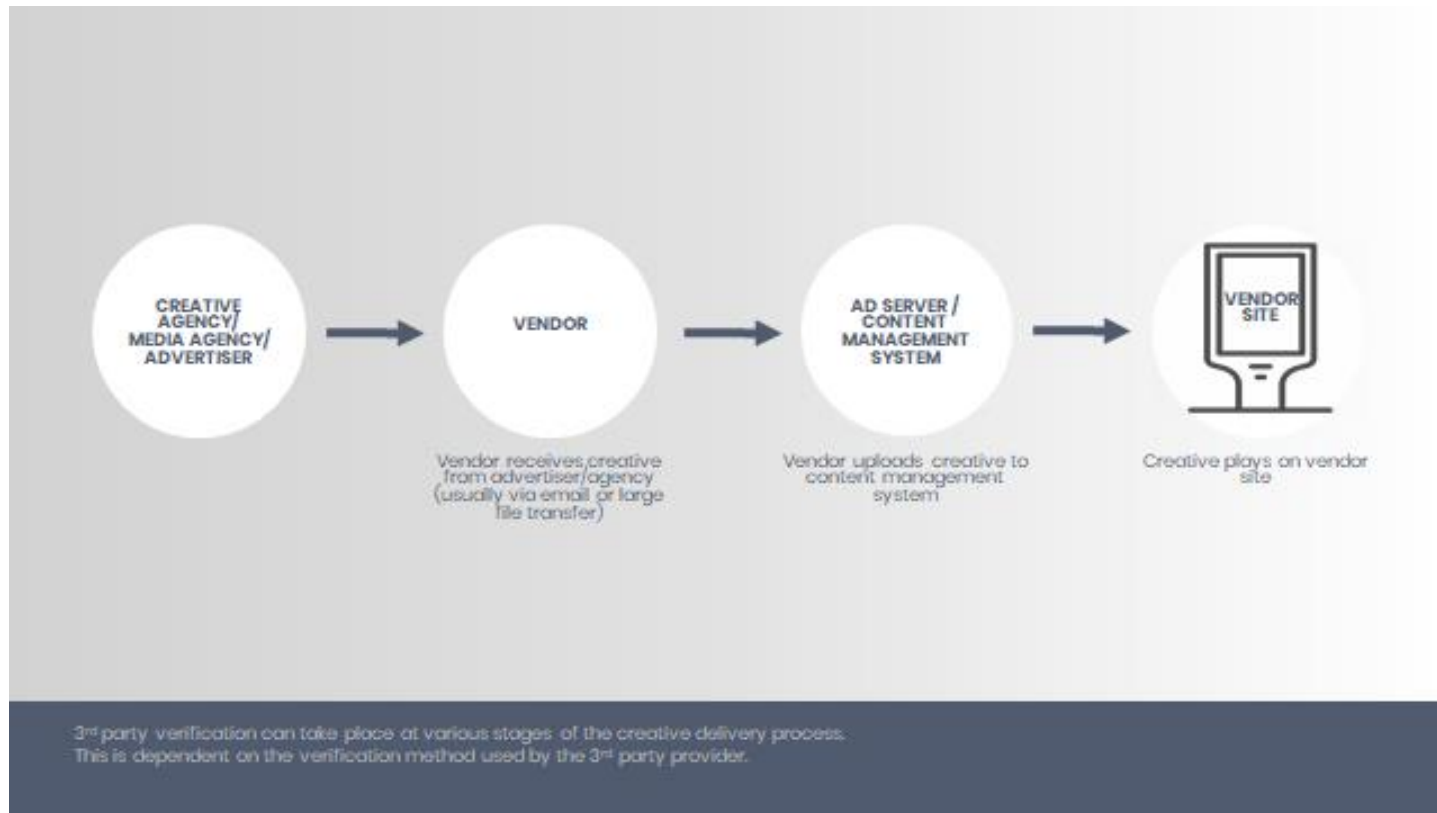 CREATIVE
AGENCY/
MEDIA AGENCY/
ADVERTISER
VENDOR
Vendor receives creative
from advertiser/agency
(usually via email or large
file transfer)
AD SERVER /
CONTENT
MANAGEMENT
SYSTEM
Vendor uploads creative to
content management
system
VENDOR
SITE
Creative plays on vendor
site
3rd party verification can take place at various stages of the creative delivery process.
This is dependent on the verification method used by the 3rd party provider.